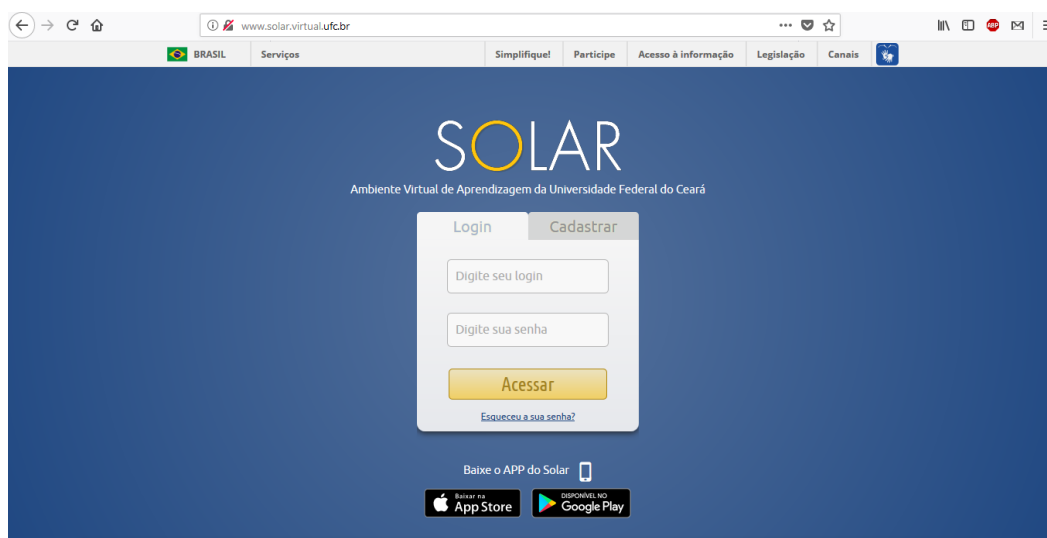 www.solar.virtual.ufc.br
BRASIL Serviços Simplifique! Participe Acesso à informação Legislação Canais
SOLAR
Ambiente Virtual de Aprendizagem da Universidade Federal do Ceará
Login Cadastrar
Digite seu login
Digite sua senha
Acessar
Esqueceu a sua senha?
Baixe o APP do Solar
Baixar na
App Store
DISPONÍVEL NO
Google Play